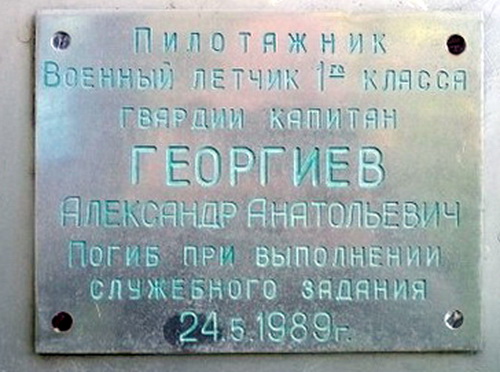 Пилотажник
Военный летчик 1го класса
гвардии капитан
ГЕОРГИЕВ
Александр Анатольевич
Погиб при выполнении
служебного задания
24.5.1989г.